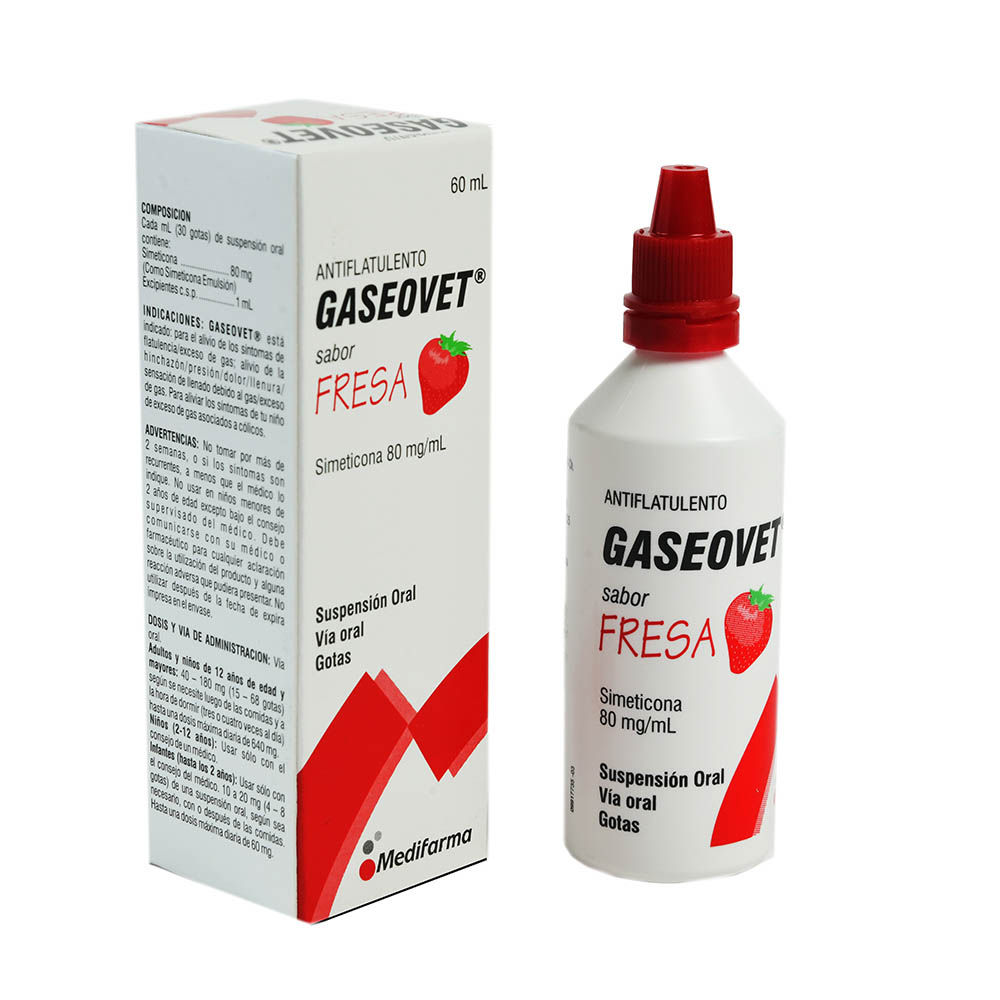 GASEOVET®
COMPOSICION
Cada mL (30 gotas) de suspensión oral
contiene:
Simeticona .................... 80 mg
(Como Simeticona Emulsión)
Excipientes c.s.p. ............. 1 mL
INDICACIONES: GASEOVET® está
indicado: para el alivio de los síntomas de
flatulencia/exceso de gas; alivio de la
hinchazón/presión/dolor/llenura/
sensación de llenado debido al gas/exceso
de gas. Para aliviar los síntomas de tu niño
de exceso de gas asociados a cólicos.
ADVERTENCIAS: No tomar por más de
2 semanas, o si los síntomas son
recurrentes, a menos que el médico lo
indique. No usar en niños menores de
2 años de edad excepto bajo el consejo
supervisado del médico. Debe
comunicarse con su médico o
farmacéutico para cualquier aclaración
sobre la utilización del producto y alguna
reacción adversa que pudiera presentar. No
utilizar después de la fecha de expira
impresa en el envase.
DOSIS Y VIA DE ADMINISTRACION: Vía
oral.
Adultos y niños de 12 años de edad y
mayores: 40 – 180 mg (15 – 68 gotas)
según se necesite luego de las comidas y a
la hora de dormir (tres o cuatro veces al día)
hasta una dosis máxima diaria de 640 mg.
Niños (2-12 años): Usar sólo con el
consejo de un médico.
Infantes (hasta los 2 años): Usar sólo con
el consejo del médico. 10 a 20 mg (4 – 8
gotas) de una suspensión oral, según sea
necesario, con o después de las comidas.
Hasta una dosis máxima diaria de 60 mg.
60 mL
ANTIFLATULENTO
GASEOVET®
sabor
FRESA
Simeticona 80 mg/mL
Suspensión Oral
Vía oral
Gotas
Medifarma
ANTIFLATULENTO
GASEOVET
sabor
FRESA
Simeticona
80 mg/mL
Suspensión Oral
Vía oral
Gotas